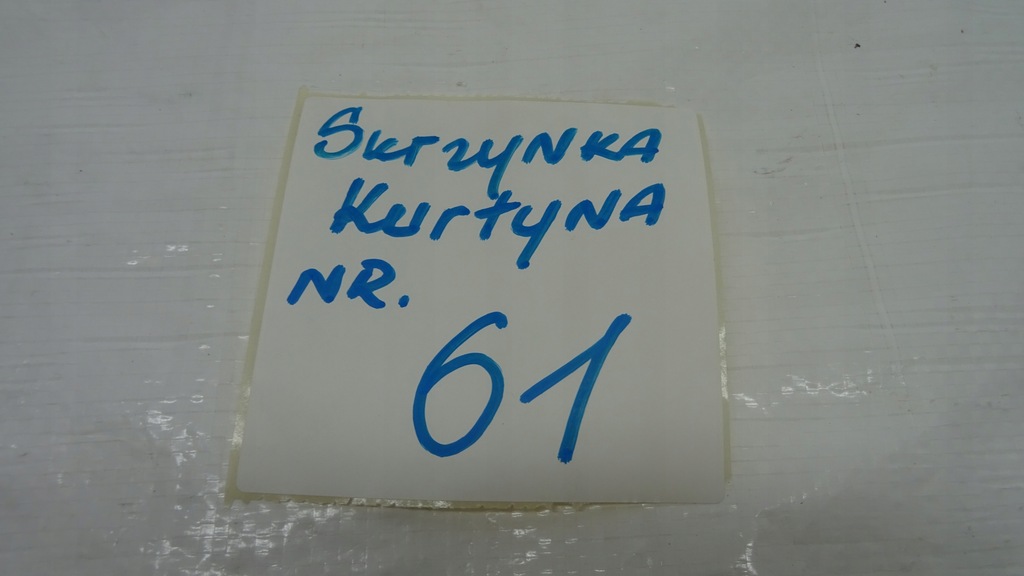 SKrzyNKA
KurtyNA
NR.
61